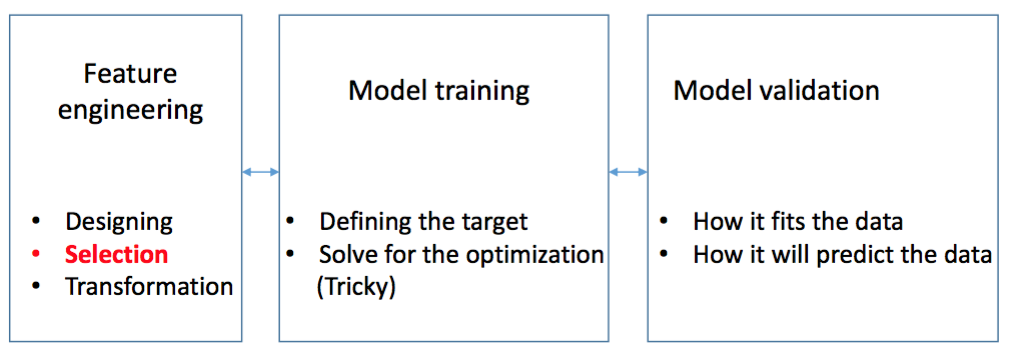 Feature
engineering
• Designing
• Selection
• Transformation
Model training
• Defining the target
• Solve for the optimization
(Tricky)
Model validation
• How it fits the data
• How it will predict the data